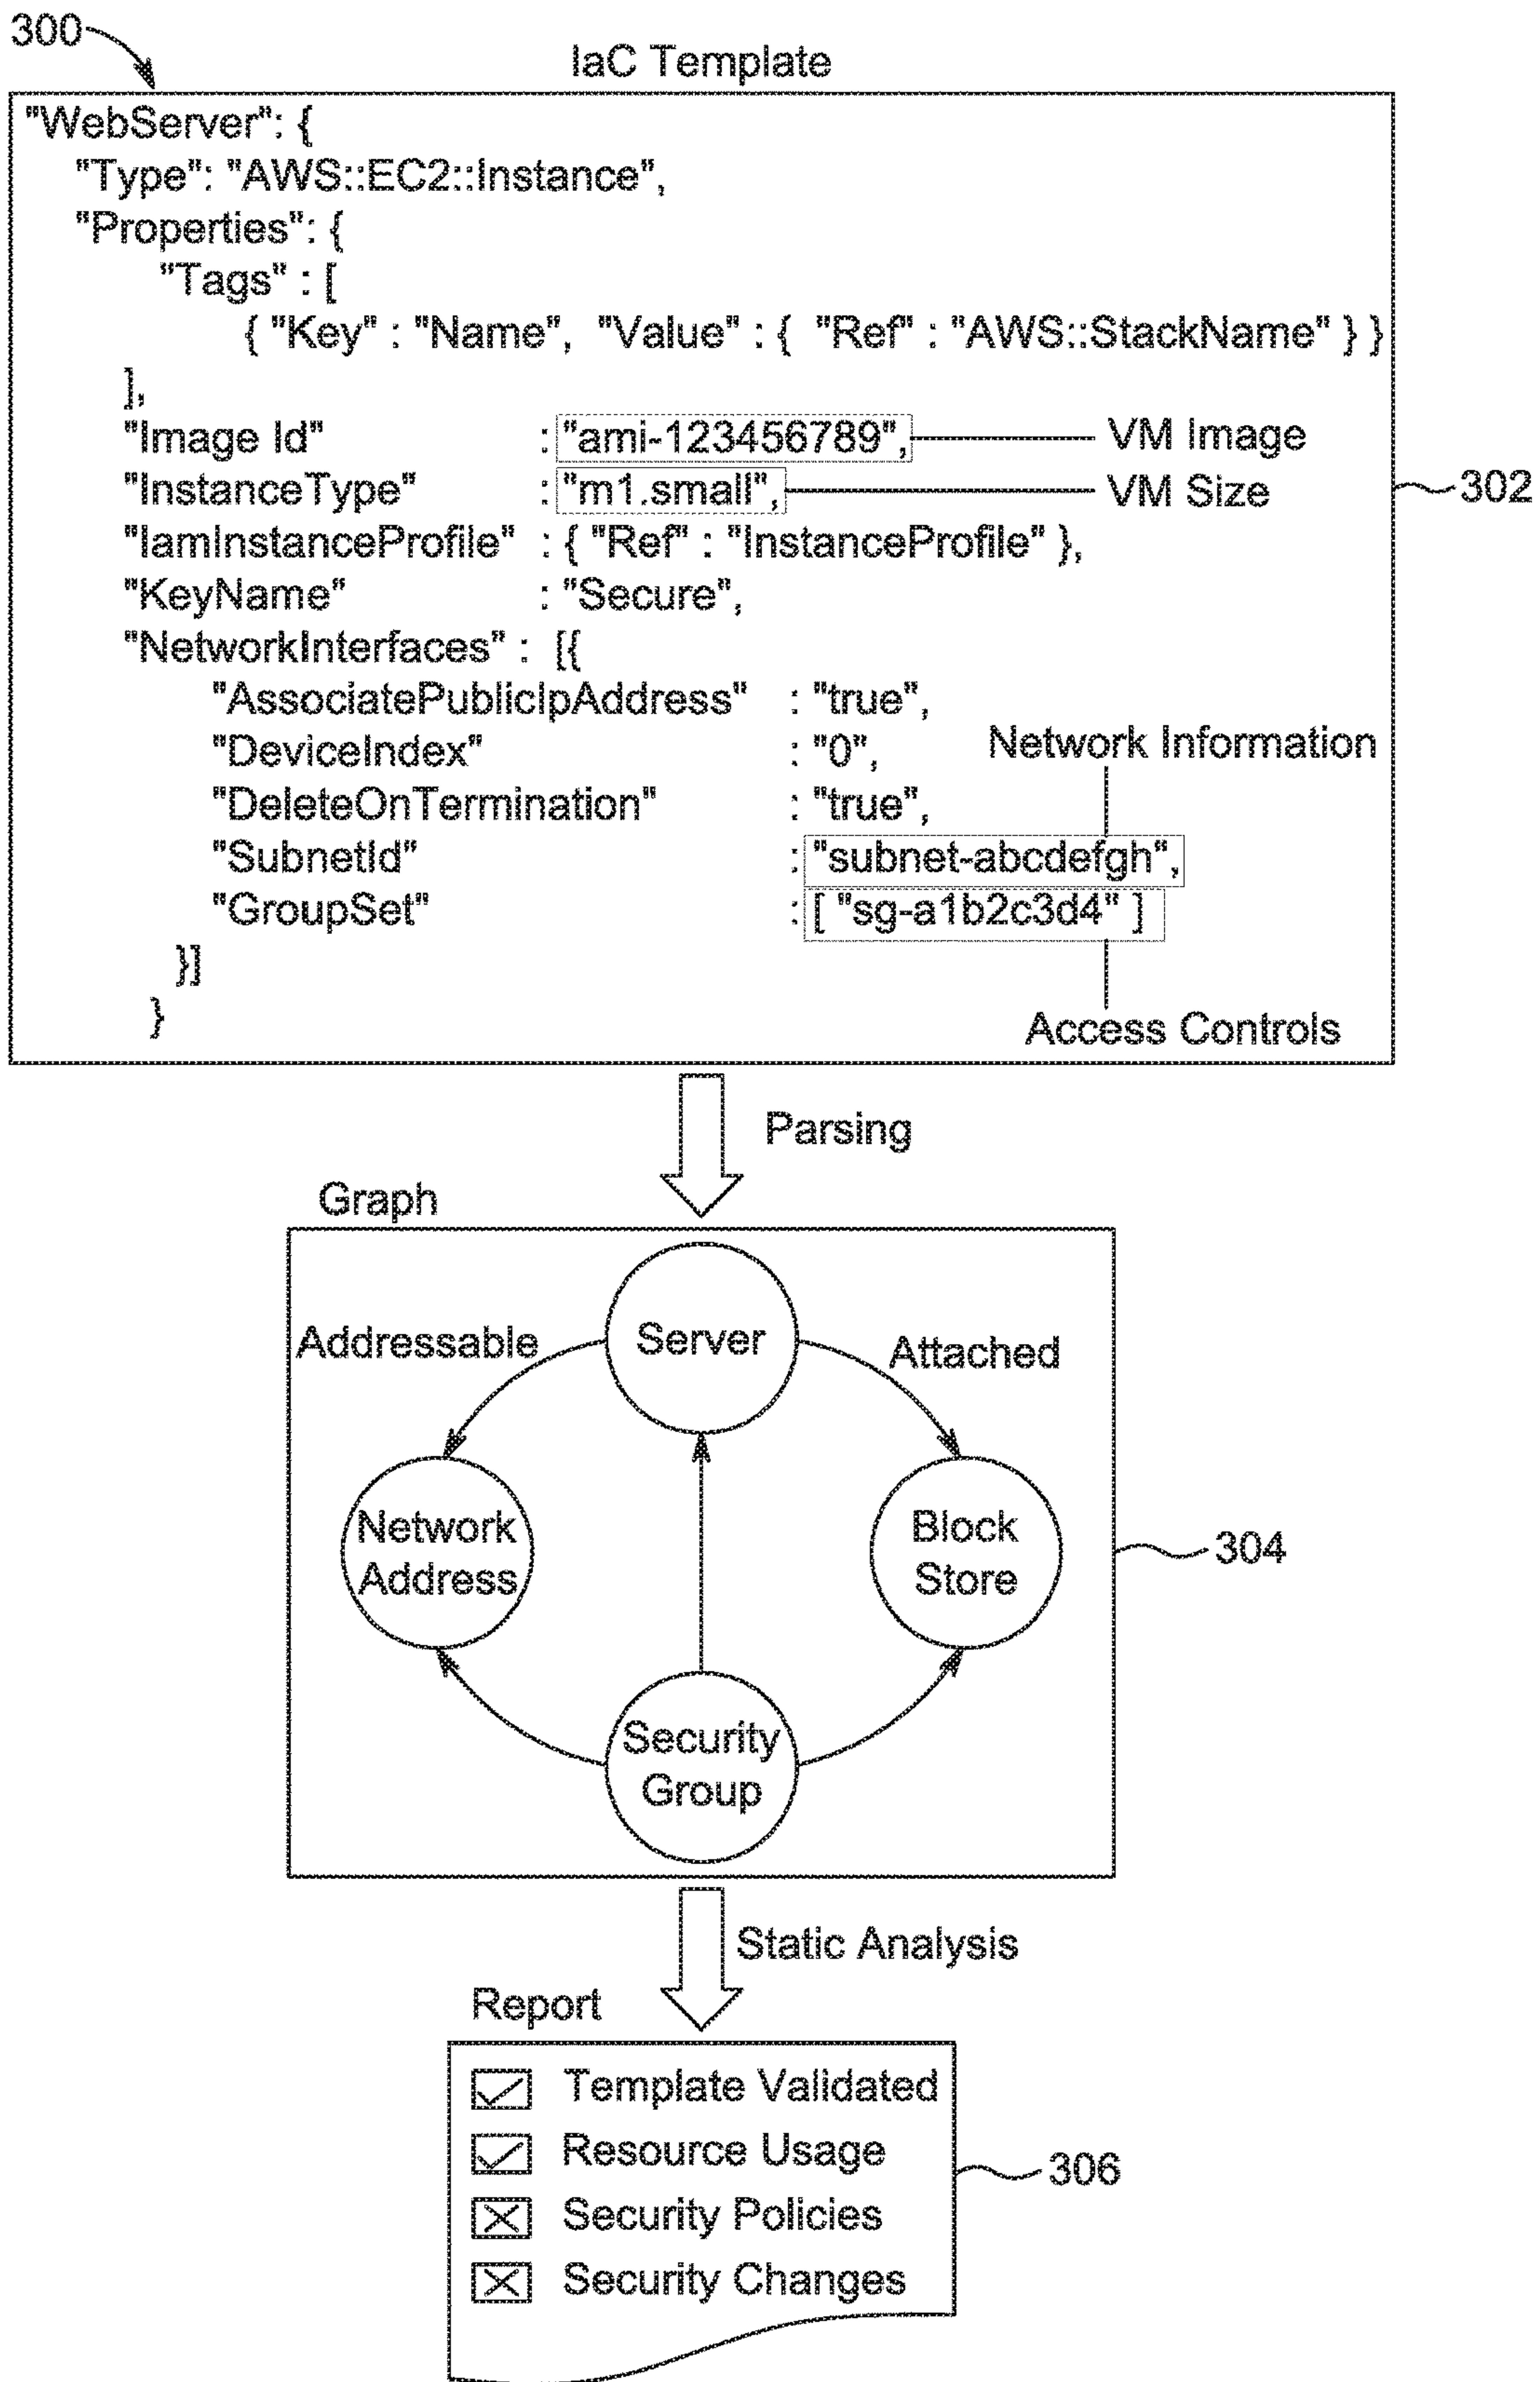 300
IaC Template
"WebServer": {
"Type": "AWS::EC2::Instance",
"Properties": {
"Tags" : [
{ "Key" : "Name", "Value" : { "Ref" : "AWS::StackName" } }
],
"Image Id" : "ami-123456789", VM Image
"InstanceType" : "m1.small", VM Size
302
"IamInstanceProfile" : { "Ref" : "InstanceProfile" },
"KeyName" : "Secure",
"NetworkInterfaces" : [{
"AssociatePublicIpAddress" : "true",
"DeviceIndex" : "0", Network Information
"DeleteOnTermination" : "true",
"SubnetId" : "subnet-abcdefgh",
"GroupSet" : [ "sg-a1b2c3d4" ]
}]
}
Access Controls
Parsing
Graph
Addressable
Server
Attached
Network
Address
Block
Store
304
Security
Group
Static Analysis
Report
Template Validated
Resource Usage
306
Security Policies
Security Changes